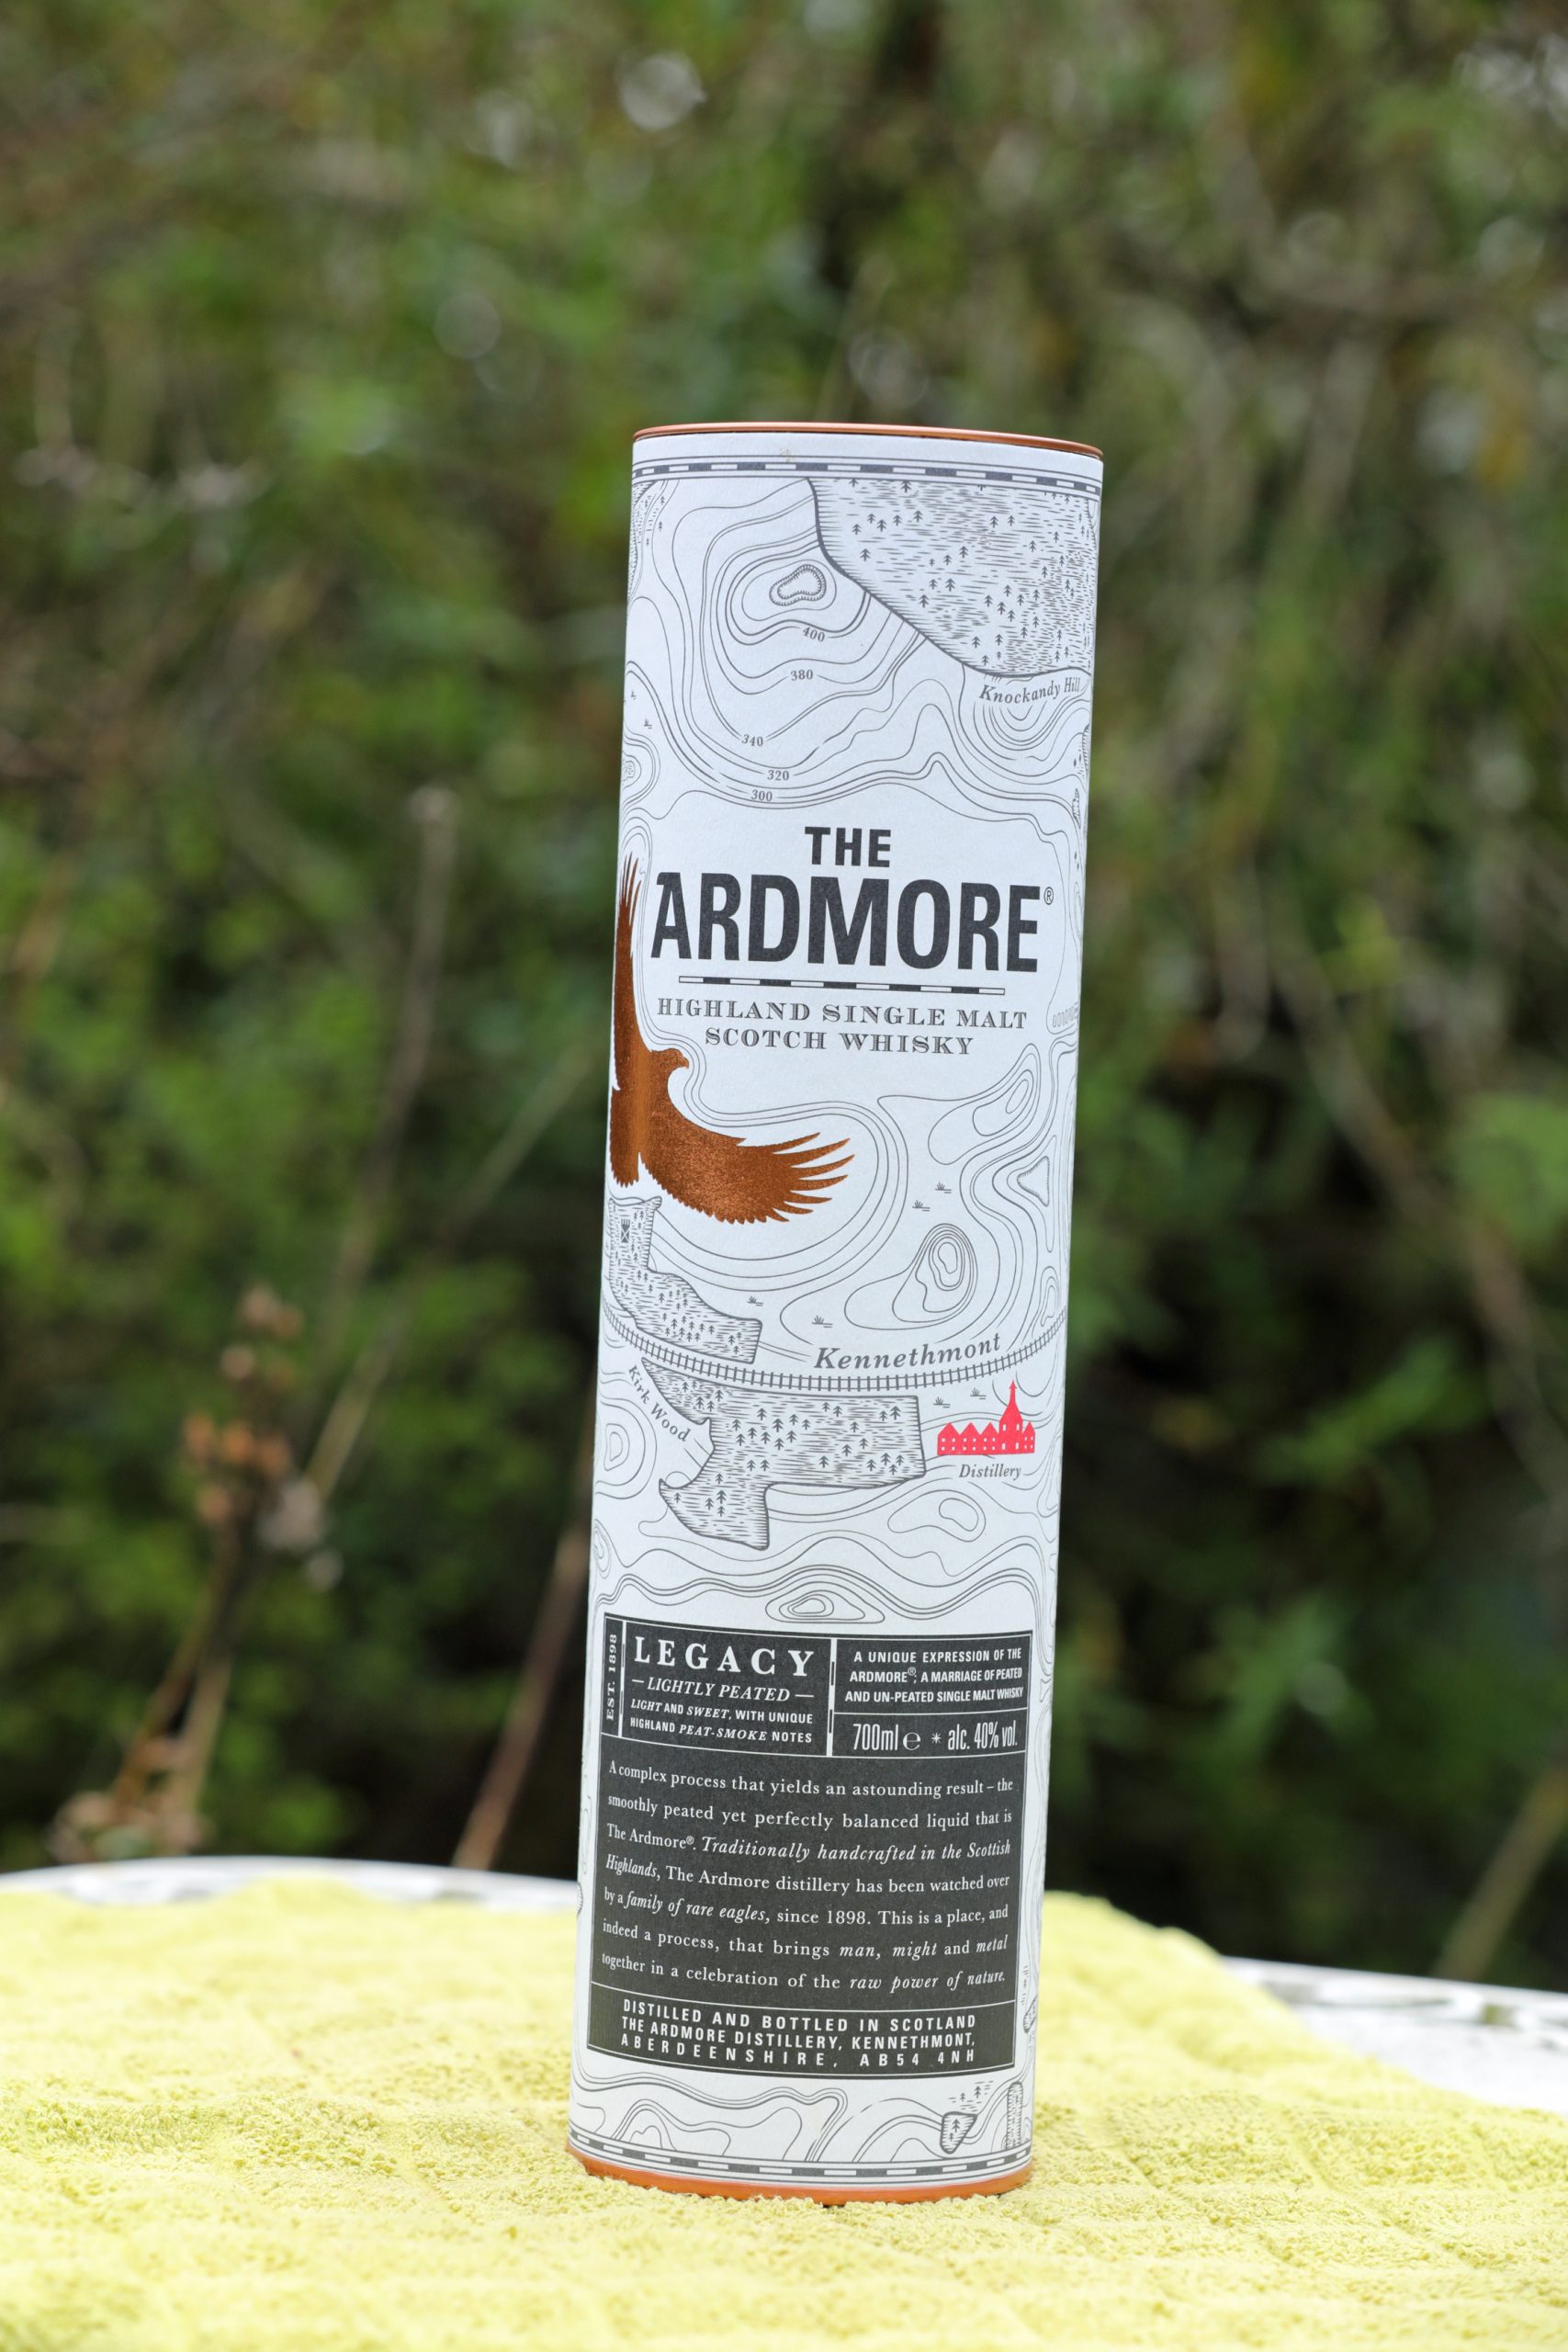 400
380
Knockandy Hill
340
320
300
THE
ARDMORE®
HIGHLAND SINGLE MALT
SCOTCH WHISKY
Kennethmont
Kirk Wood
Distillery
EST. 1898
LEGACY
— LIGHTLY PEATED —
LIGHT AND SWEET, WITH UNIQUE
HIGHLAND PEAT-SMOKE NOTES
A UNIQUE EXPRESSION OF THE
ARDMORE®; A MARRIAGE OF PEATED
AND UN-PEATED SINGLE MALT WHISKY
700ml ℮ * alc. 40% vol.
A complex process that yields an astounding result – the
smoothly peated yet perfectly balanced liquid that is
The Ardmore®. Traditionally handcrafted in the Scottish
Highlands, The Ardmore distillery has been watched over
by a family of rare eagles, since 1898. This is a place, and
indeed a process, that brings man, might and metal
together in a celebration of the raw power of nature.
DISTILLED AND BOTTLED IN SCOTLAND
THE ARDMORE DISTILLERY, KENNETHMONT,
ABERDEENSHIRE, AB54 4NH